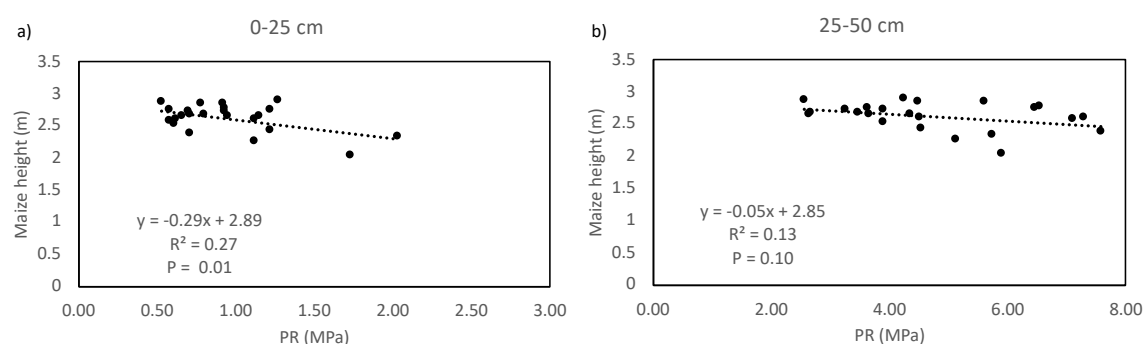 a)
0-25 cm
Maize height (m)
3.5
3
2.5
2
1.5
1
0.5
0
y = -0.29x + 2.89
R² = 0.27
P =  0.01
0.00 0.50 1.00 1.50 2.00 2.50 3.00
PR (MPa)
b)
25-50 cm
Maize height (m)
3.5
3
2.5
2
1.5
1
0.5
0
y = -0.05x + 2.85
R² = 0.13
P = 0.10
0.00 2.00 4.00 6.00 8.00
PR (MPa)